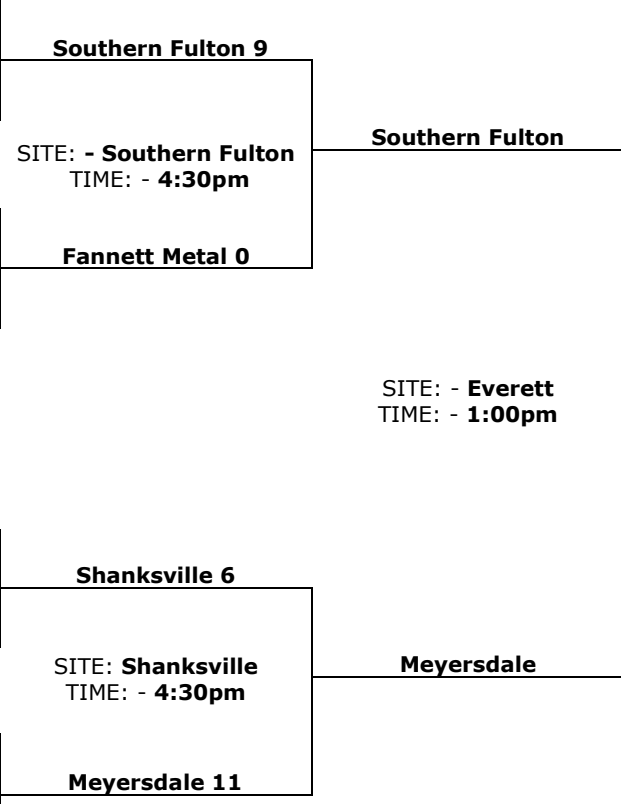 Southern Fulton 9
Southern Fulton
SITE: - Southern Fulton
TIME: - 4:30pm
Fannett Metal 0
SITE: - Everett
TIME: - 1:00pm
Shanksville 6
Meyersdale
SITE: Shanksville
TIME: - 4:30pm
Meyersdale 11